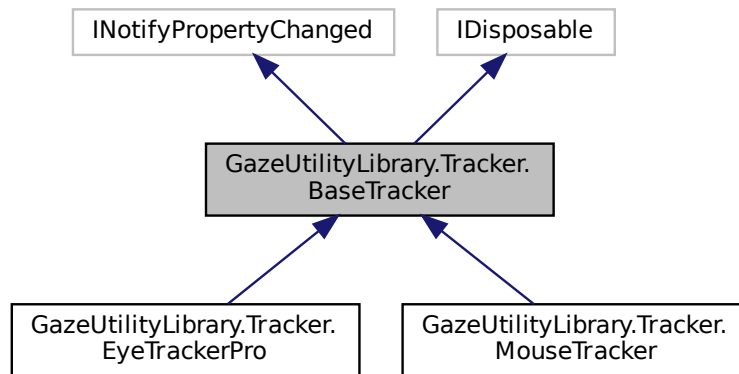 INotifyPropertyChanged
IDisposable
GazeUtilityLibrary.Tracker.
BaseTracker
GazeUtilityLibrary.Tracker.
EyeTrackerPro
GazeUtilityLibrary.Tracker.
MouseTracker